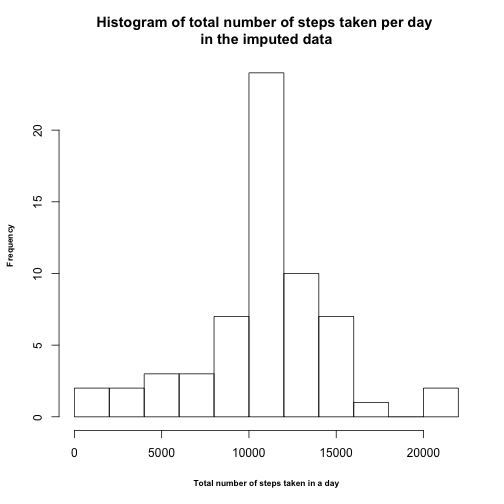 Histogram of total number of steps taken per day
in the imputed data
20
15
10
5
0
Frequency
0 5000 10000 15000 20000
Total number of steps taken in a day